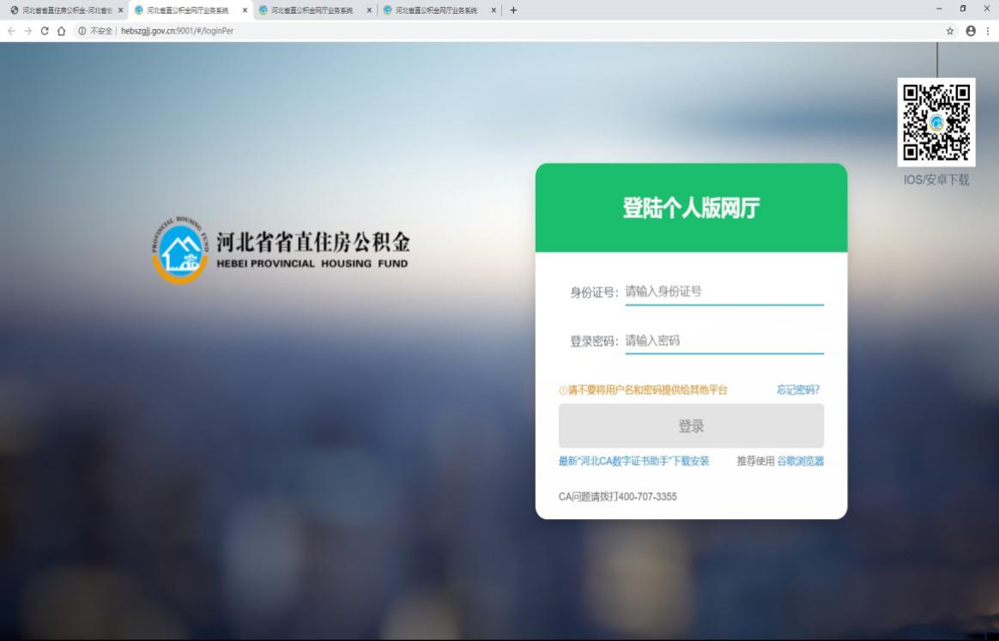 河北省省直住房公积金-河北省
河北省直公积金网厅业务系统
河北省直公积金网厅业务系统
河北省直公积金网厅业务系统
不安全 | hebszgjj.gov.cn:9001/#/loginPer
IOS/安卓下载
登陆个人版网厅
PROVINCIAL HOUSING FUND
河北省省直住房公积金
HEBEI PROVINCIAL HOUSING FUND
身份证号: 请输入身份证号
登录密码: 请输入密码
请不要将用户名和密码提供给其他平台 忘记密码?
登录
最新"河北CA数字证书助手"下载安装 推荐使用 谷歌浏览器
CA问题请拨打400-707-3355